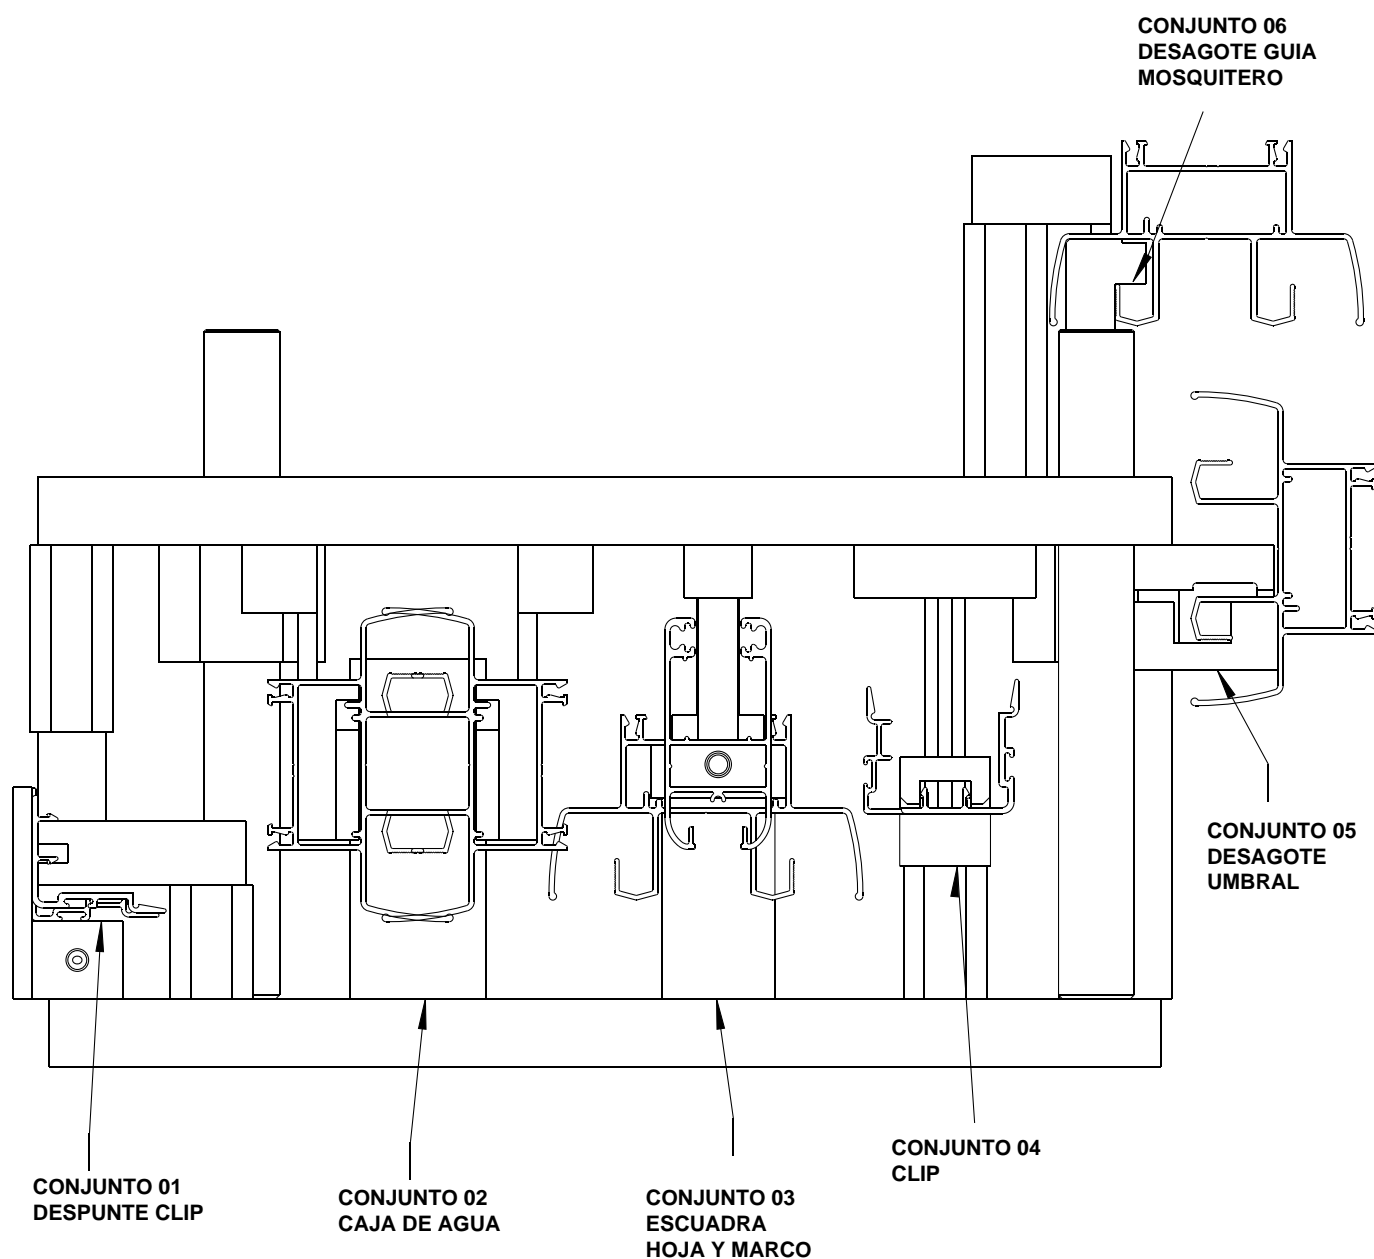 CONJUNTO 06
DESAGOTE GUIA
MOSQUITERO
CONJUNTO 05
DESAGOTE
UMBRAL
CONJUNTO 04
CLIP
CONJUNTO 01
DESPUNTE CLIP
CONJUNTO 02
CAJA DE AGUA
CONJUNTO 03
ESCUADRA
HOJA Y MARCO